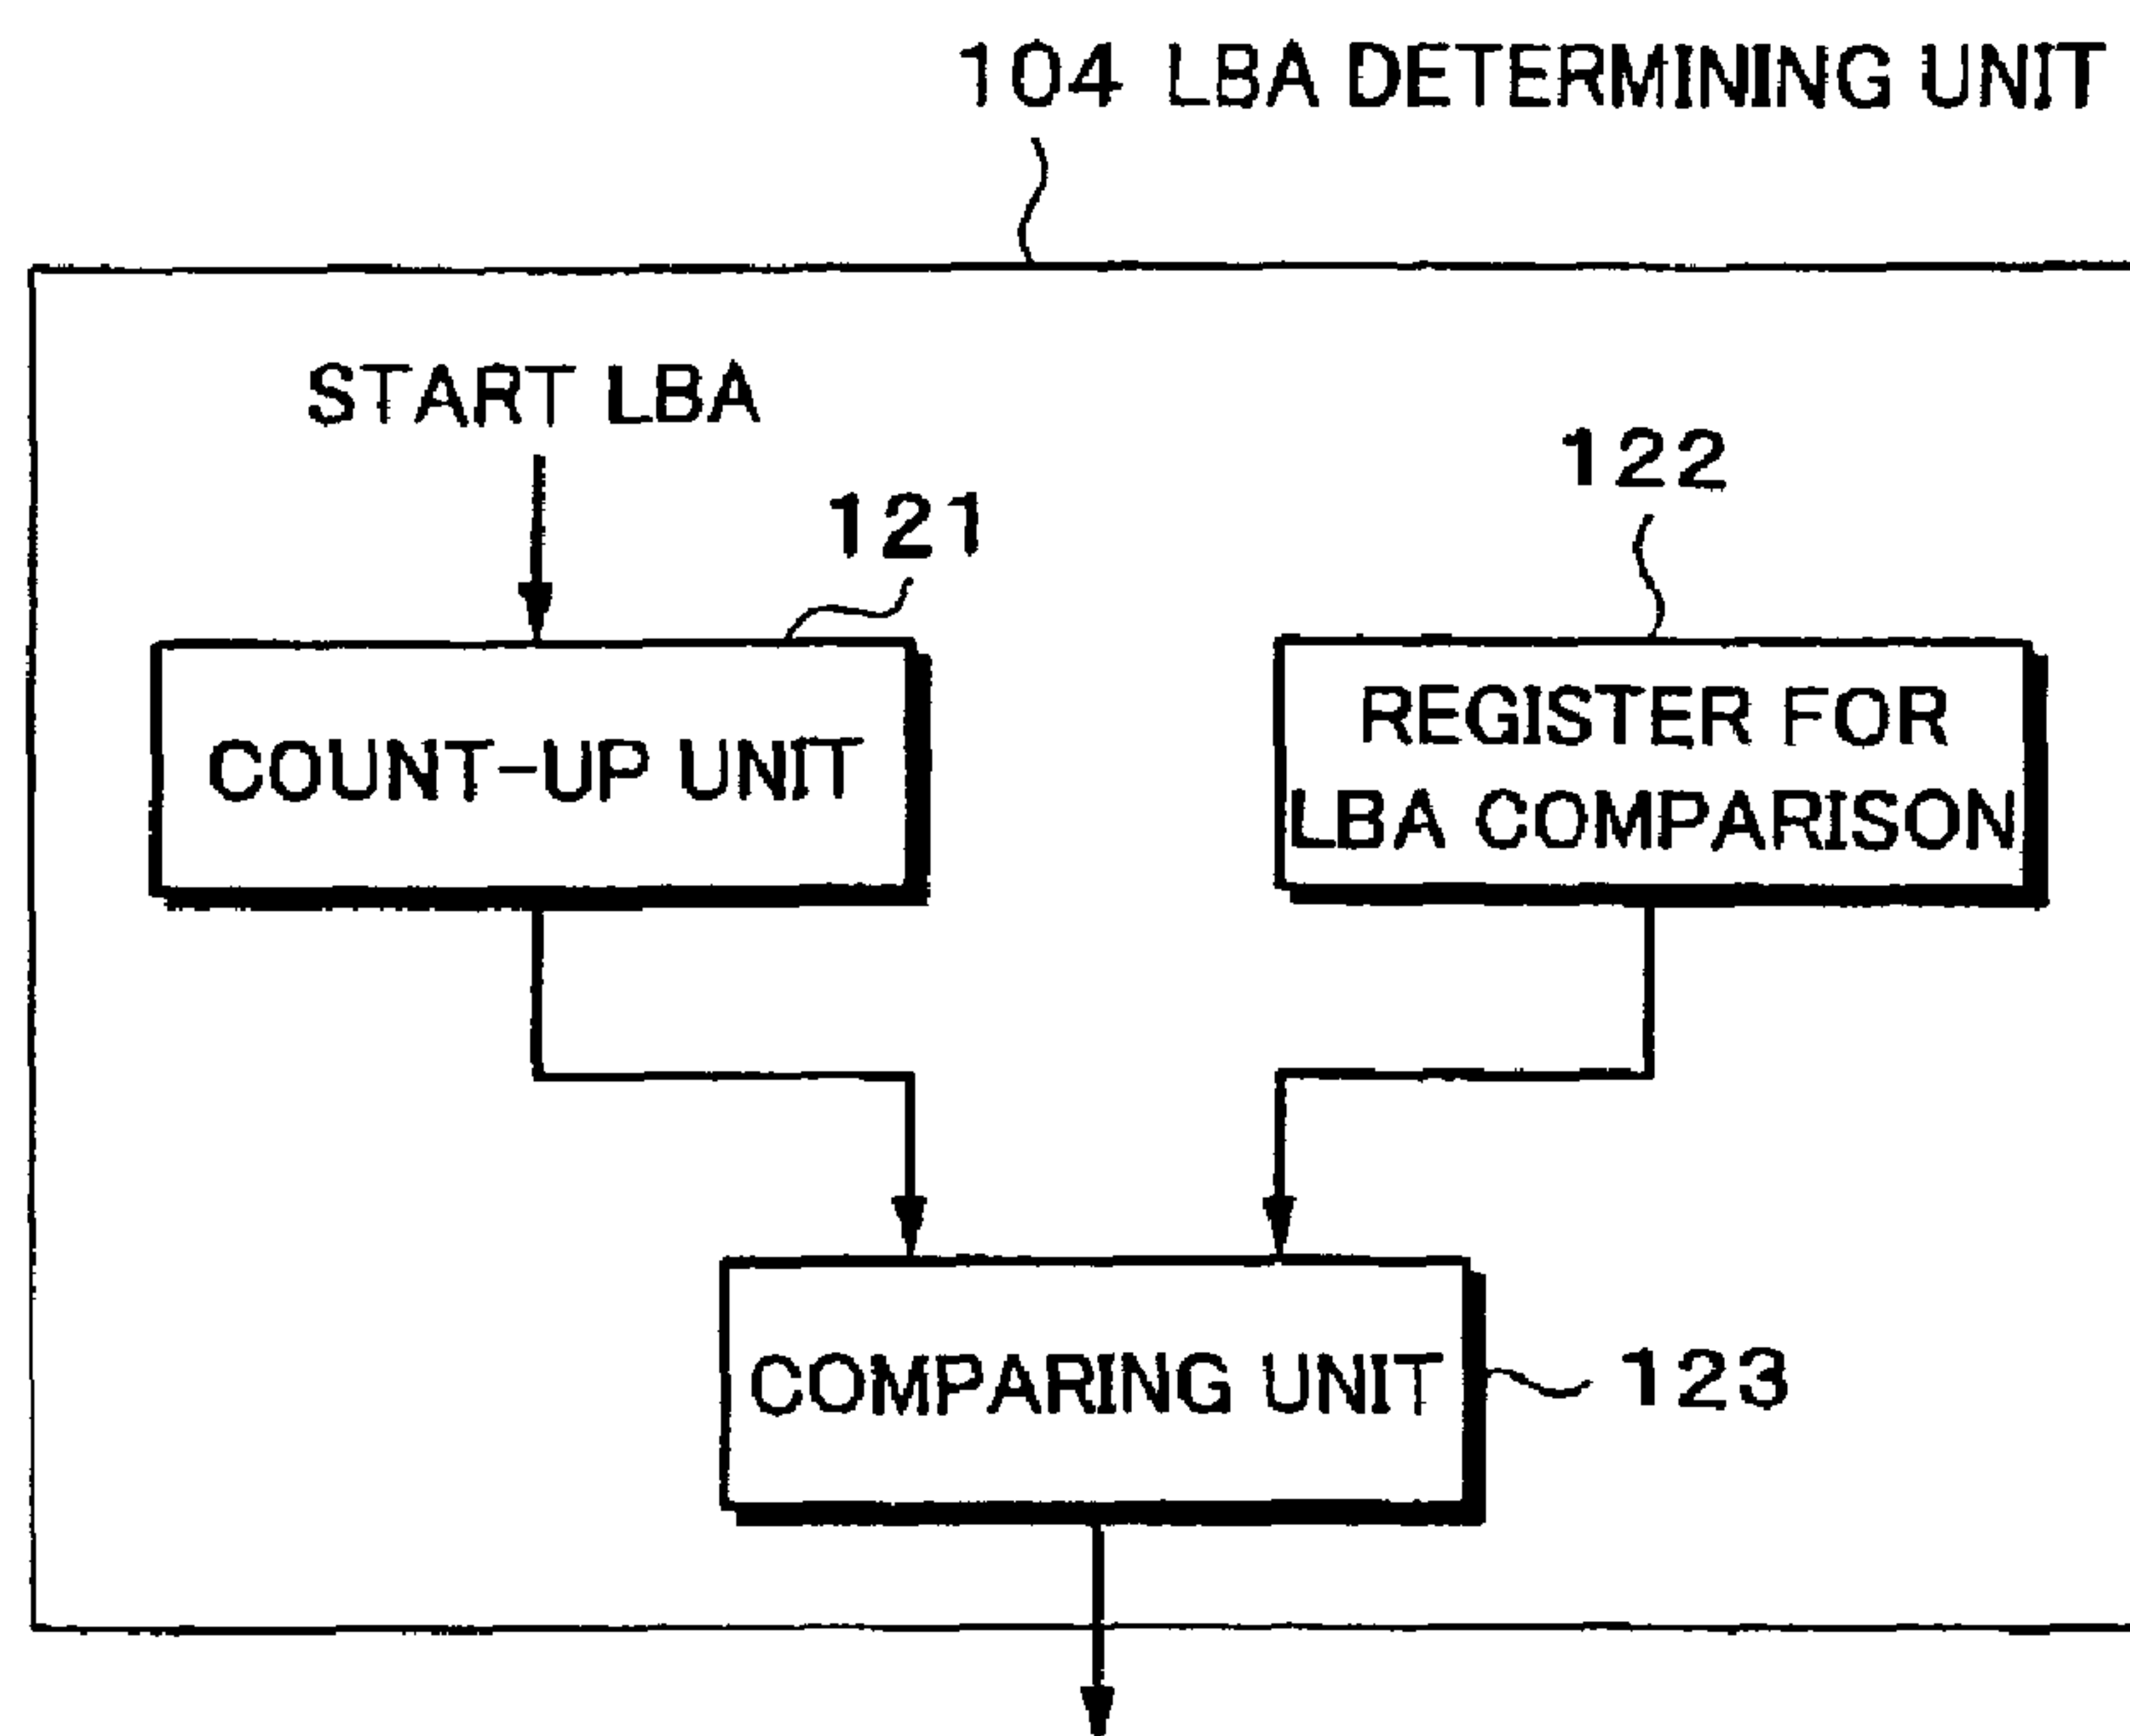 104 LBA DETERMINING UNIT
START LBA
121
122
COUNT-UP UNIT
REGISTER FOR
LBA COMPARISON
COMPARING UNIT
123